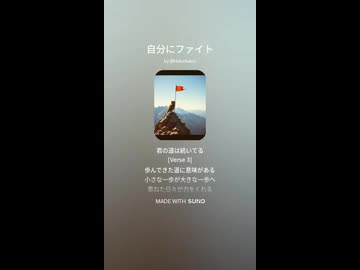 自分にファイト
君の道は続いてる
[Verse 3]
歩んできた道に意味がある
小さな一歩が大きな一歩へ
重ねた日々が力をくれる
MADE WITH SUNO